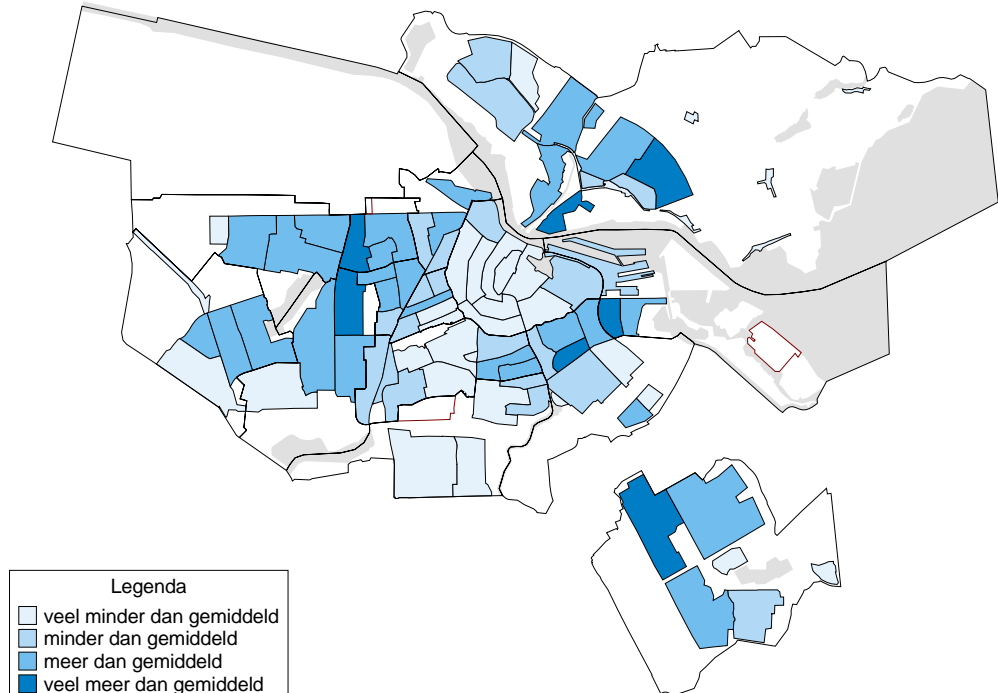 Legenda
veel minder dan gemiddeld
minder dan gemiddeld
meer dan gemiddeld
veel meer dan gemiddeld